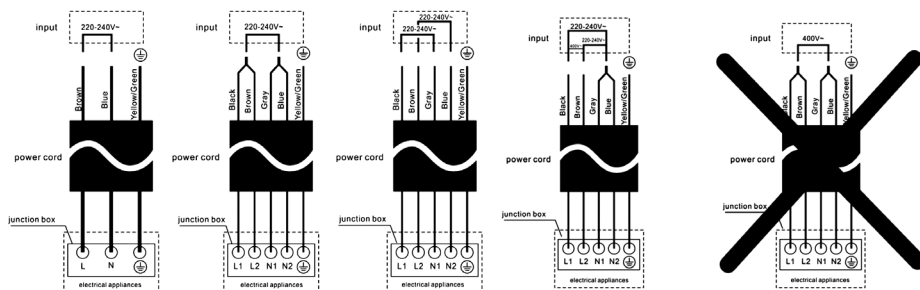 input
220-240V~
Brown
Blue
Yellow/Green
power cord
junction box
L
N
electrical appliances
input
220-240V~
Black
Brown
Gray
Blue
Yellow/Green
power cord
junction box
L1
L2
N1
N2
electrical appliances
input
220-240V~
220-240V~
Black
Brown
Gray
Blue
Yellow/Green
power cord
junction box
L1
L2
N1
N2
electrical appliances
input
220-240V~
220-240V~
400V~
Black
Brown
Gray
Blue
Yellow/Green
power cord
junction box
L1
L2
N1
N2
electrical appliances
input
400V~
Black
Brown
Gray
Blue
Yellow/Green
power cord
junction box
L1
L2
N1
N2
electrical appliances